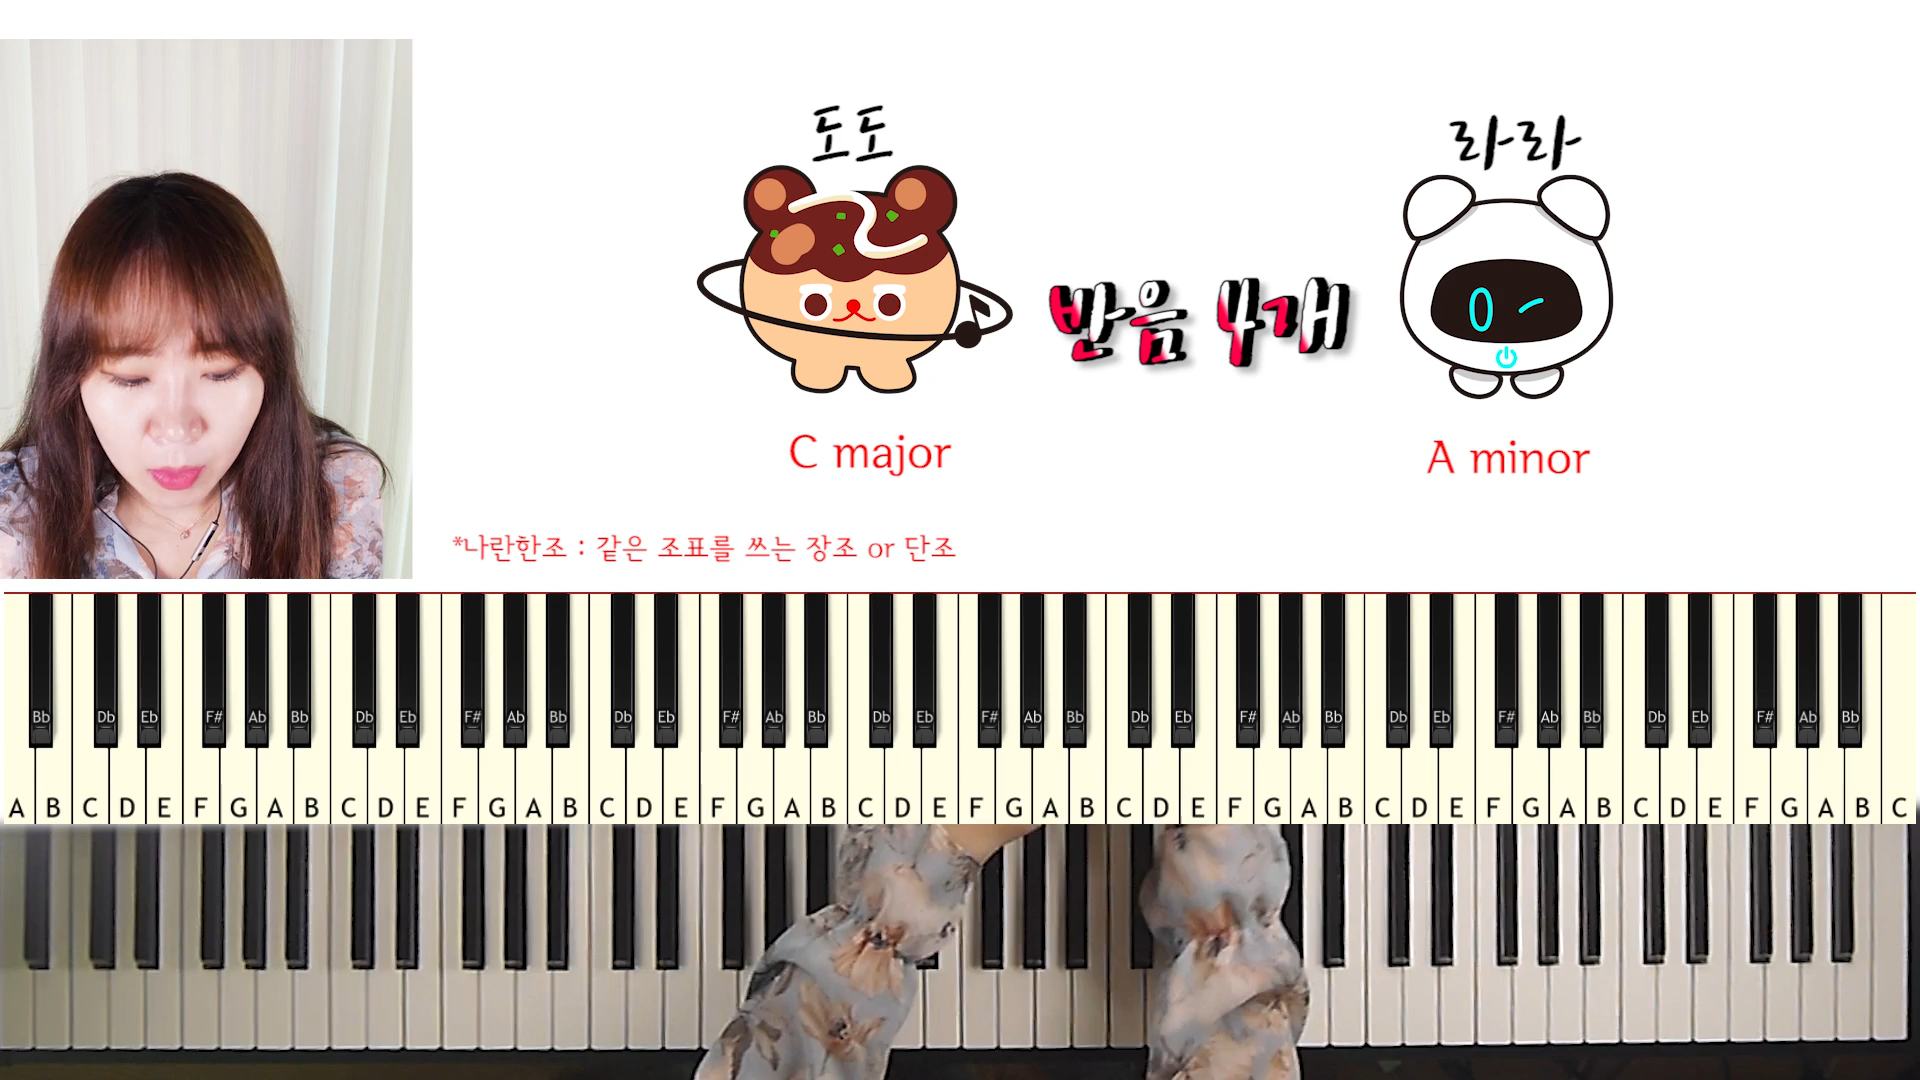 도도
라라
반음 4개
C major
A minor
*나란한조 : 같은 조표를 쓰는 장조 or 단조
Bb Db Eb F# Ab Bb Db Eb F# Ab Bb Db Eb F# Ab Bb Db Eb F# Ab Bb Db Eb F# Ab Bb Db Eb F# Ab Bb Db Eb F# Ab Bb
A B C D E F G A B C D E F G A B C D E F G A B C D E F G A B C D E F G A B C D E F G A B C D E F G A B C